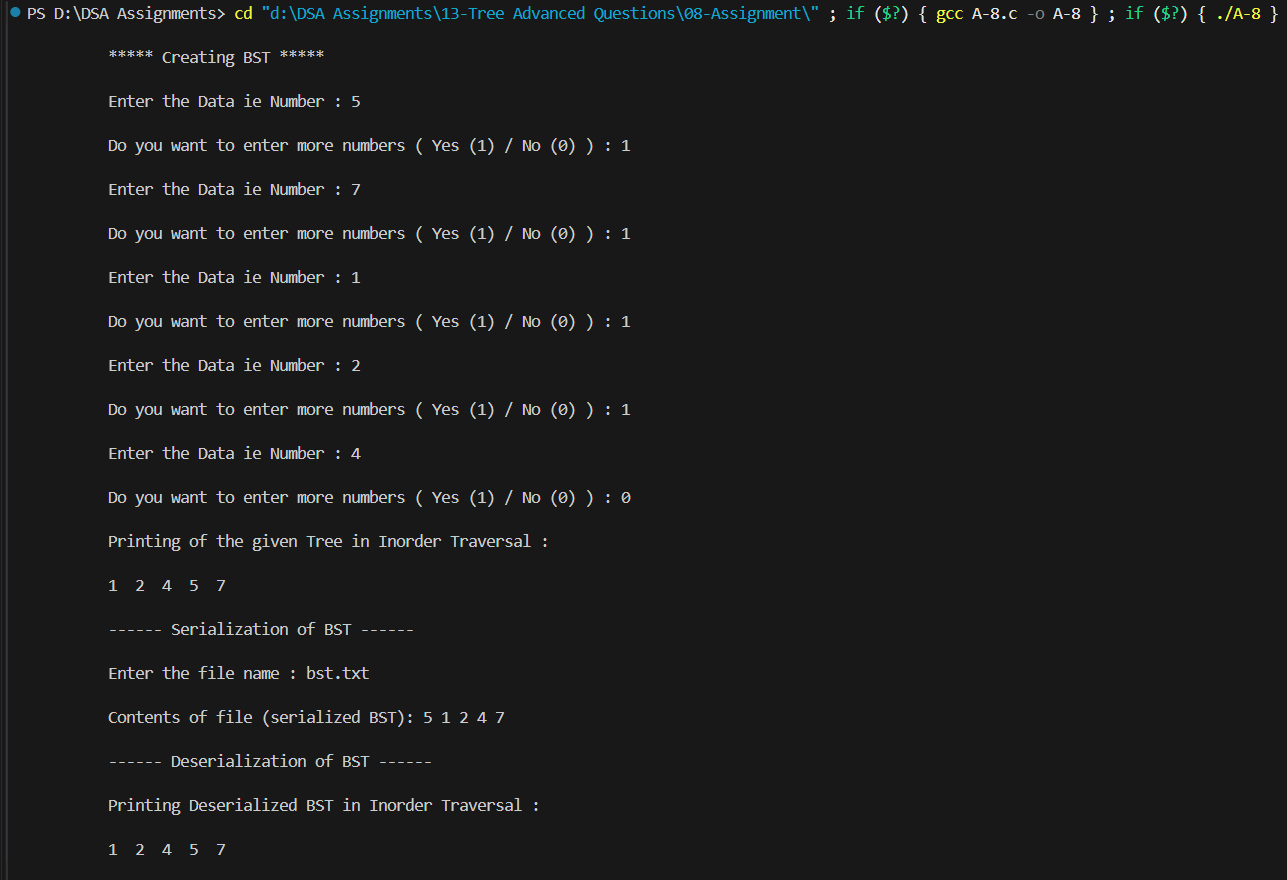 PS D:\DSA Assignments> cd "d:\DSA Assignments\13-Tree Advanced Questions\08-Assignment\" ; if ($?) { gcc A-8.c -o A-8 } ; if ($?) { ./A-8 }
***** Creating BST *****
Enter the Data ie Number : 5
Do you want to enter more numbers ( Yes (1) / No (0) ) : 1
Enter the Data ie Number : 7
Do you want to enter more numbers ( Yes (1) / No (0) ) : 1
Enter the Data ie Number : 1
Do you want to enter more numbers ( Yes (1) / No (0) ) : 1
Enter the Data ie Number : 2
Do you want to enter more numbers ( Yes (1) / No (0) ) : 1
Enter the Data ie Number : 4
Do you want to enter more numbers ( Yes (1) / No (0) ) : 0
Printing of the given Tree in Inorder Traversal :
1  2  4  5  7
------ Serialization of BST ------
Enter the file name : bst.txt
Contents of file (serialized BST): 5 1 2 4 7
------ Deserialization of BST ------
Printing Deserialized BST in Inorder Traversal :
1  2  4  5  7